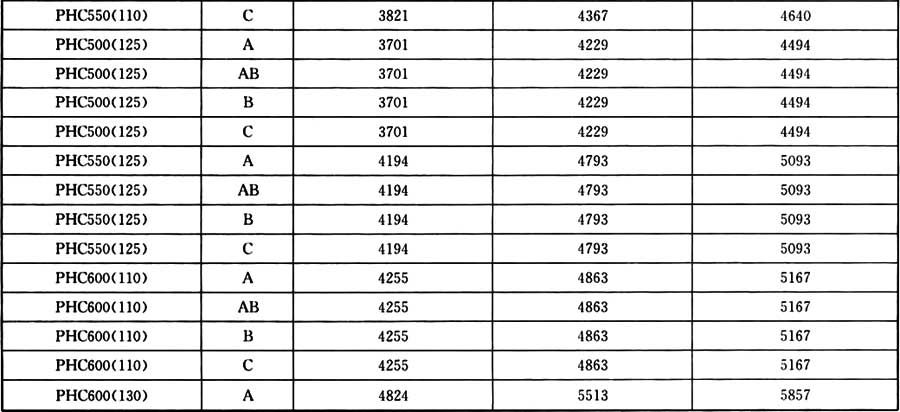 PHC550(110) C 3821 4367 4640
PHC500(125) A 3701 4229 4494
PHC500(125) AB 3701 4229 4494
PHC500(125) B 3701 4229 4494
PHC500(125) C 3701 4229 4494
PHC550(125) A 4194 4793 5093
PHC550(125) AB 4194 4793 5093
PHC550(125) B 4194 4793 5093
PHC550(125) C 4194 4793 5093
PHC600(110) A 4255 4863 5167
PHC600(110) AB 4255 4863 5167
PHC600(110) B 4255 4863 5167
PHC600(110) C 4255 4863 5167
PHC600(130) A 4824 5513 5857